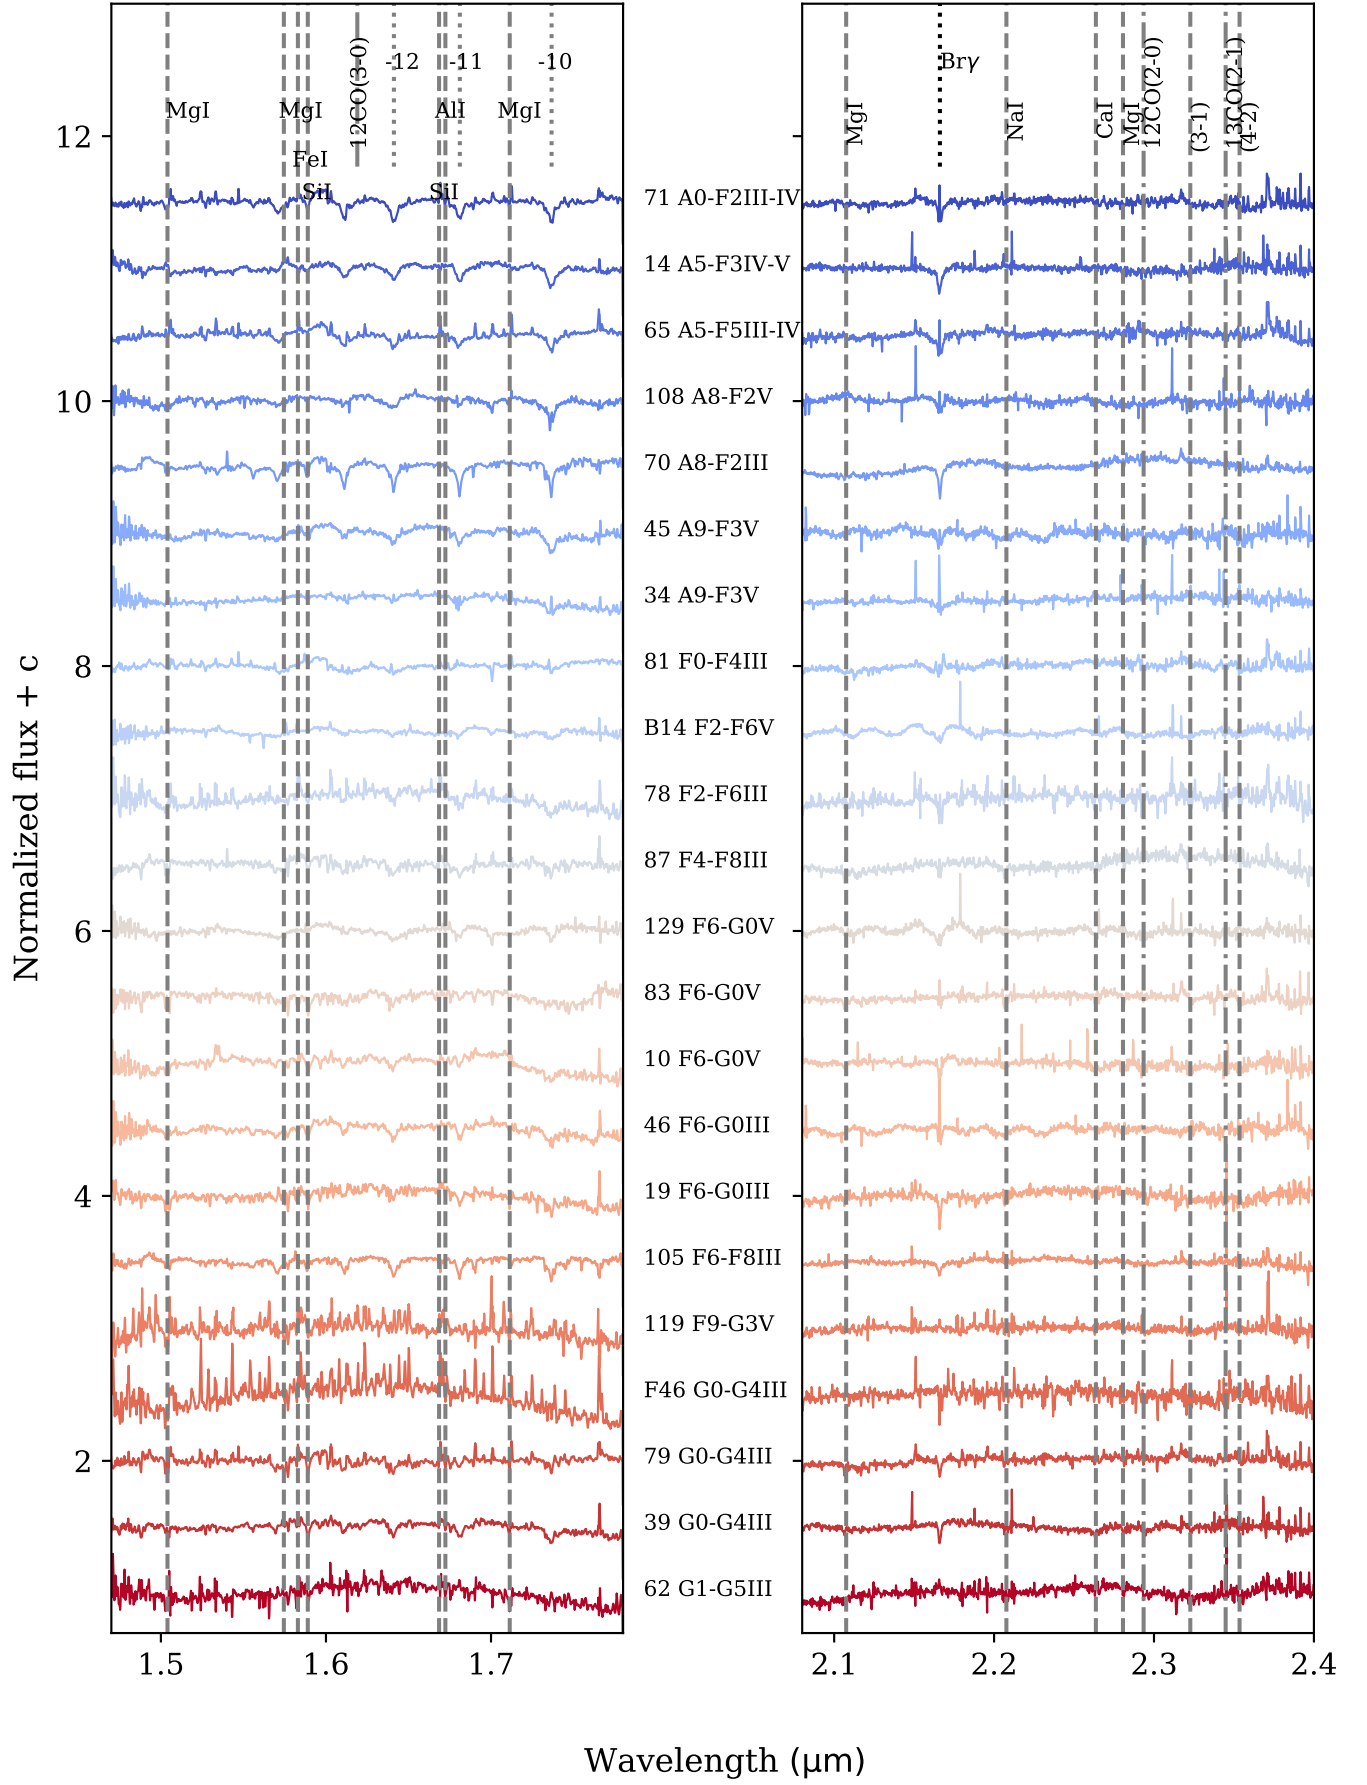 12CO(3-0)
-12
-11
-10
MgI
MgI
AlI
MgI
FeI
SiI
SiI
Brγ
MgI
NaI
CaI
MgI
12CO(2-0)
(3-1)
13CO(2-1)
(4-2)
12
10
8
6
4
2
Normalized flux + c
71 A0-F2III-IV
14 A5-F3IV-V
65 A5-F5III-IV
108 A8-F2V
70 A8-F2III
45 A9-F3V
34 A9-F3V
81 F0-F4III
B14 F2-F6V
78 F2-F6III
87 F4-F8III
129 F6-G0V
83 F6-G0V
10 F6-G0V
46 F6-G0III
19 F6-G0III
105 F6-F8III
119 F9-G3V
F46 G0-G4III
79 G0-G4III
39 G0-G4III
62 G1-G5III
1.5
1.6
1.7
2.1
2.2
2.3
2.4
Wavelength (μm)